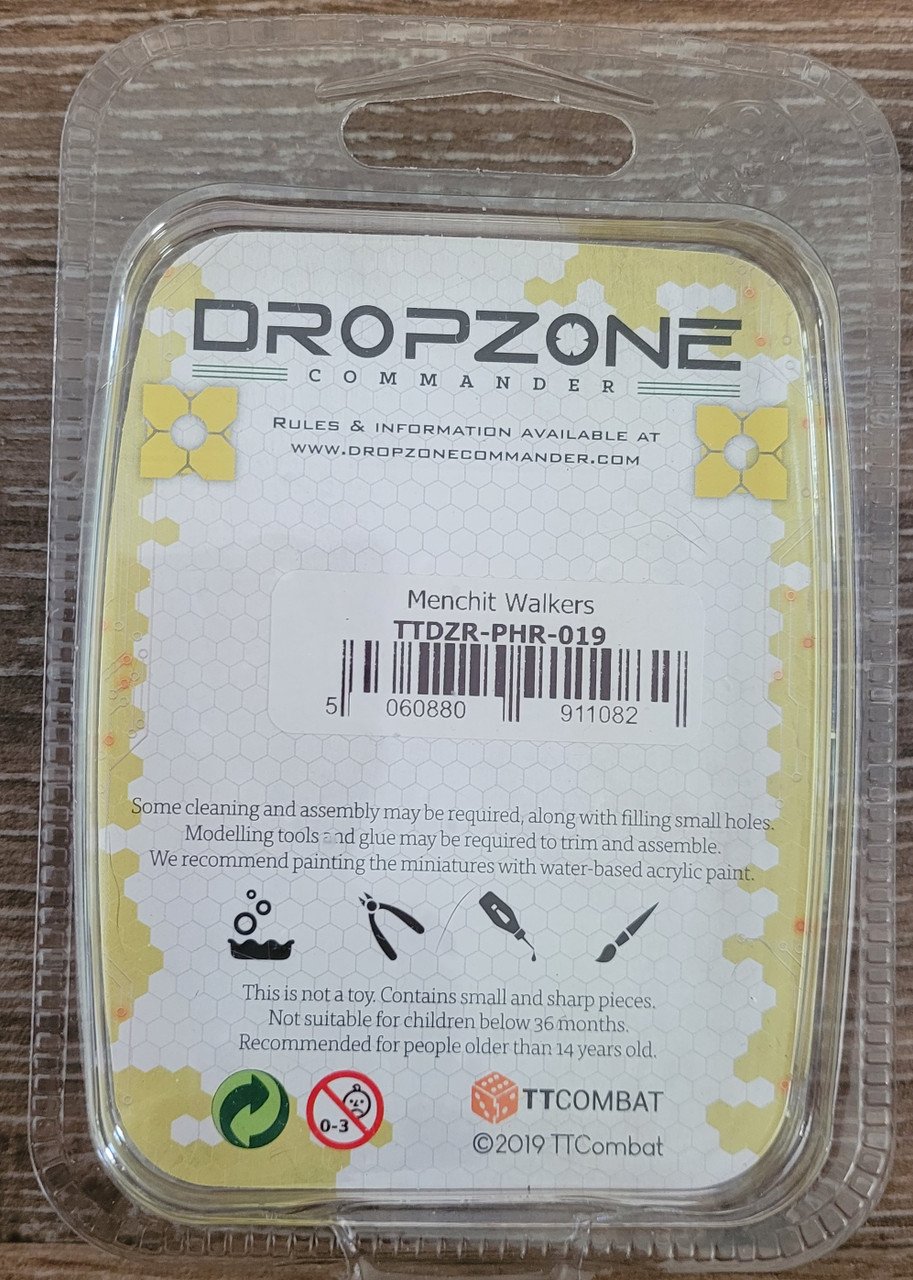 DROPZONE
COMMANDER
RULES & INFORMATION AVAILABLE AT
WWW.DROPZONECOMMANDER.COM
Menchit Walkers
TTDZR-PHR-019
5 060880 911082
Some cleaning and assembly may be required, along with filling small holes.
Modelling tools and glue may be required to trim and assemble.
We recommend painting the miniatures with water-based acrylic paint.
This is not a toy. Contains small and sharp pieces.
Not suitable for children below 36 months.
Recommended for people older than 14 years old.
0-3
TTCOMBAT
©2019 TTCombat